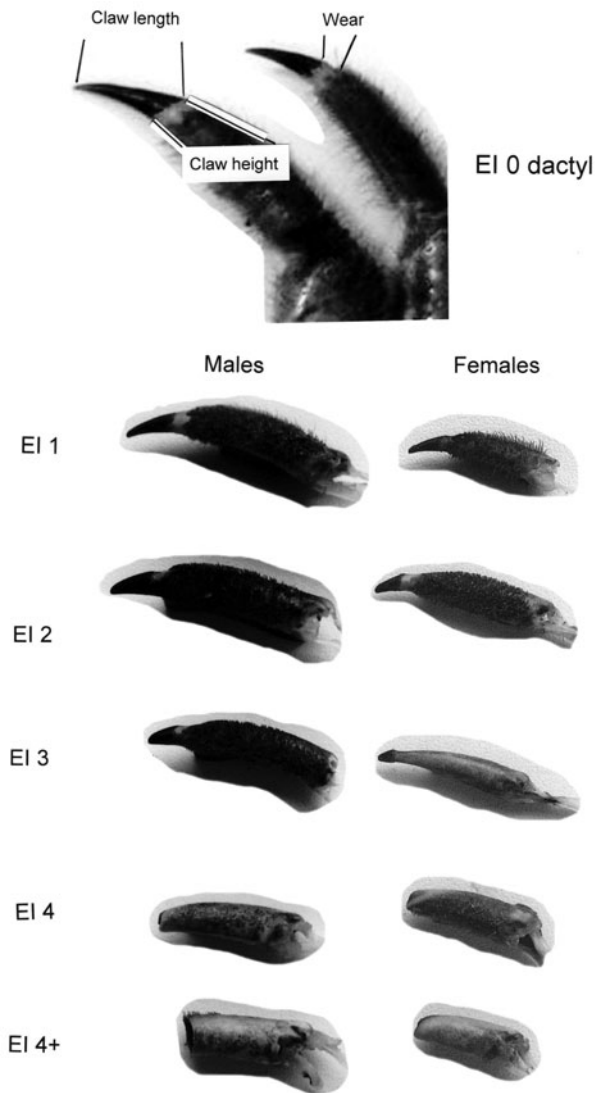 Claw length
Wear
Claw height
EI 0 dactyl
Males
Females
EI 1
EI 2
EI 3
EI 4
EI 4+